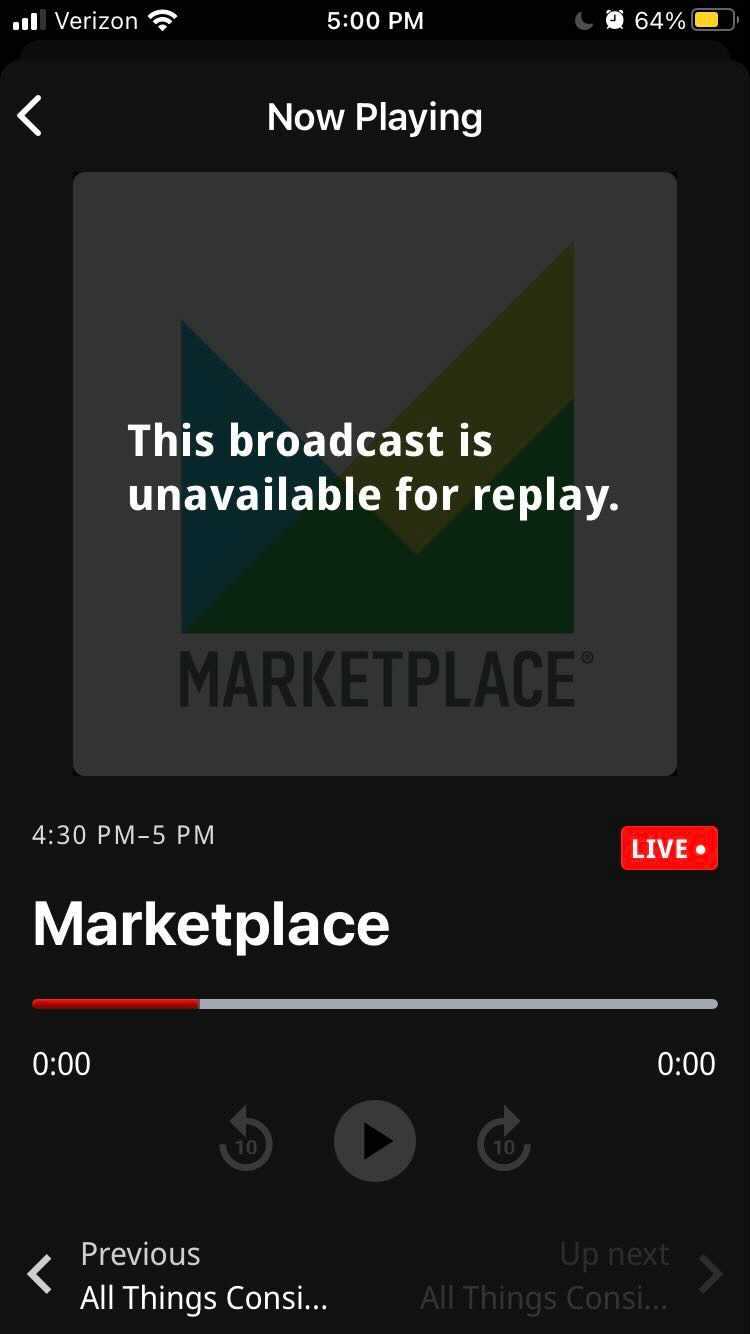 Verizon 5:00 PM 64%
Now Playing
This broadcast is
unavailable for replay.
MARKETPLACE®
4:30 PM–5 PM
LIVE •
Marketplace
0:00 0:00
10 10
Previous Up next
All Things Consi... All Things Consi...